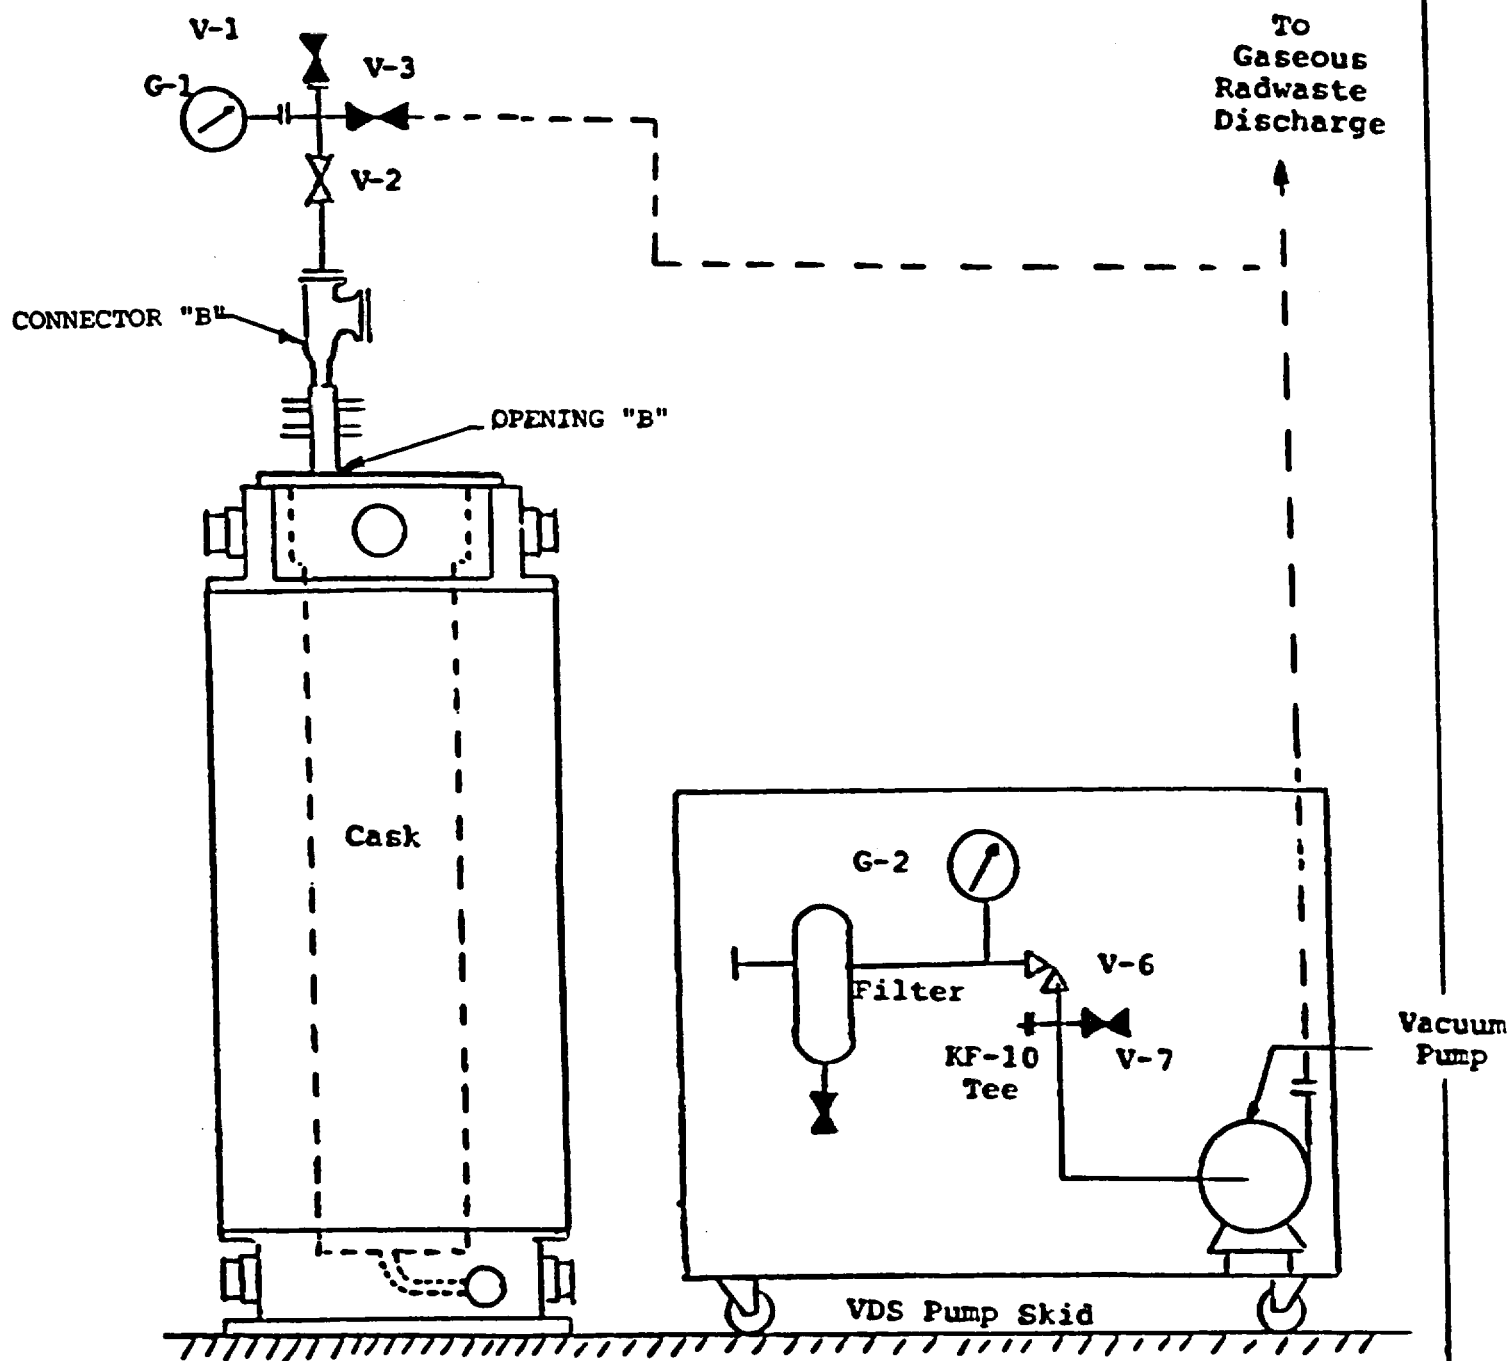 V-1
To
Gaseous
Radwaste
Discharge
V-3
G-1
V-2
CONNECTOR "B"
OPENING "B"
Cask
G-2
V-6
Filter
Vacuum
Pump
KF-10
Tee
V-7
VDS Pump Skid